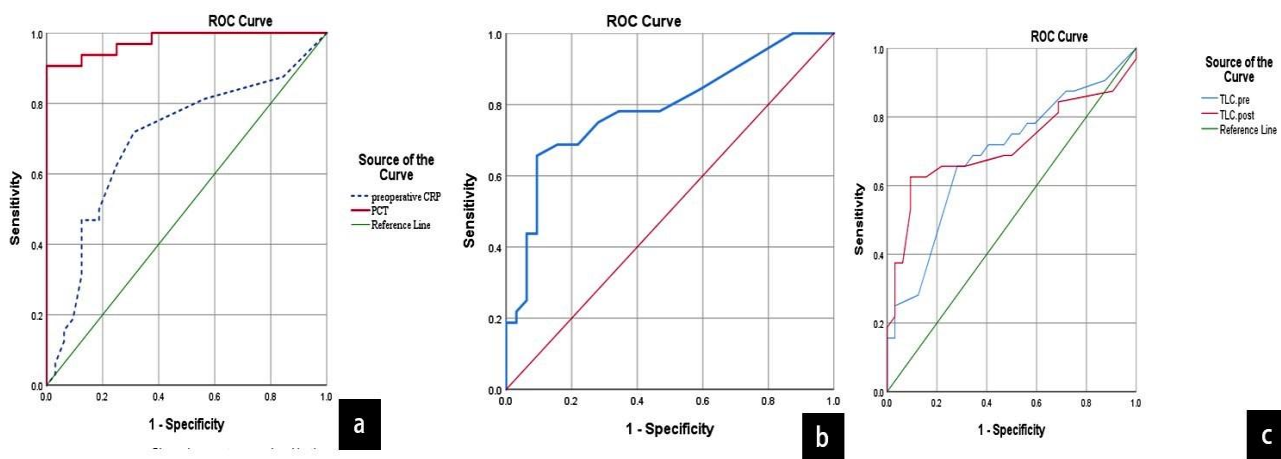 ROC Curve
1.0
0.8
0.6
0.4
0.2
0.0
0.0 0.2 0.4 0.6 0.8 1.0
Sensitivity
1 - Specificity
Source of the
Curve
preoperative CRP
PCT
Reference Line
a
ROC Curve
1.0
0.8
0.6
0.4
0.2
0.0
0.0 0.2 0.4 0.6 0.8 1.0
Sensitivity
1 - Specificity
b
ROC Curve
1.0
0.8
0.6
0.4
0.2
0.0
0.0 0.2 0.4 0.6 0.8 1.0
Sensitivity
1 - Specificity
Source of the
Curve
TLC.pre
TLC.post
Reference Line
c